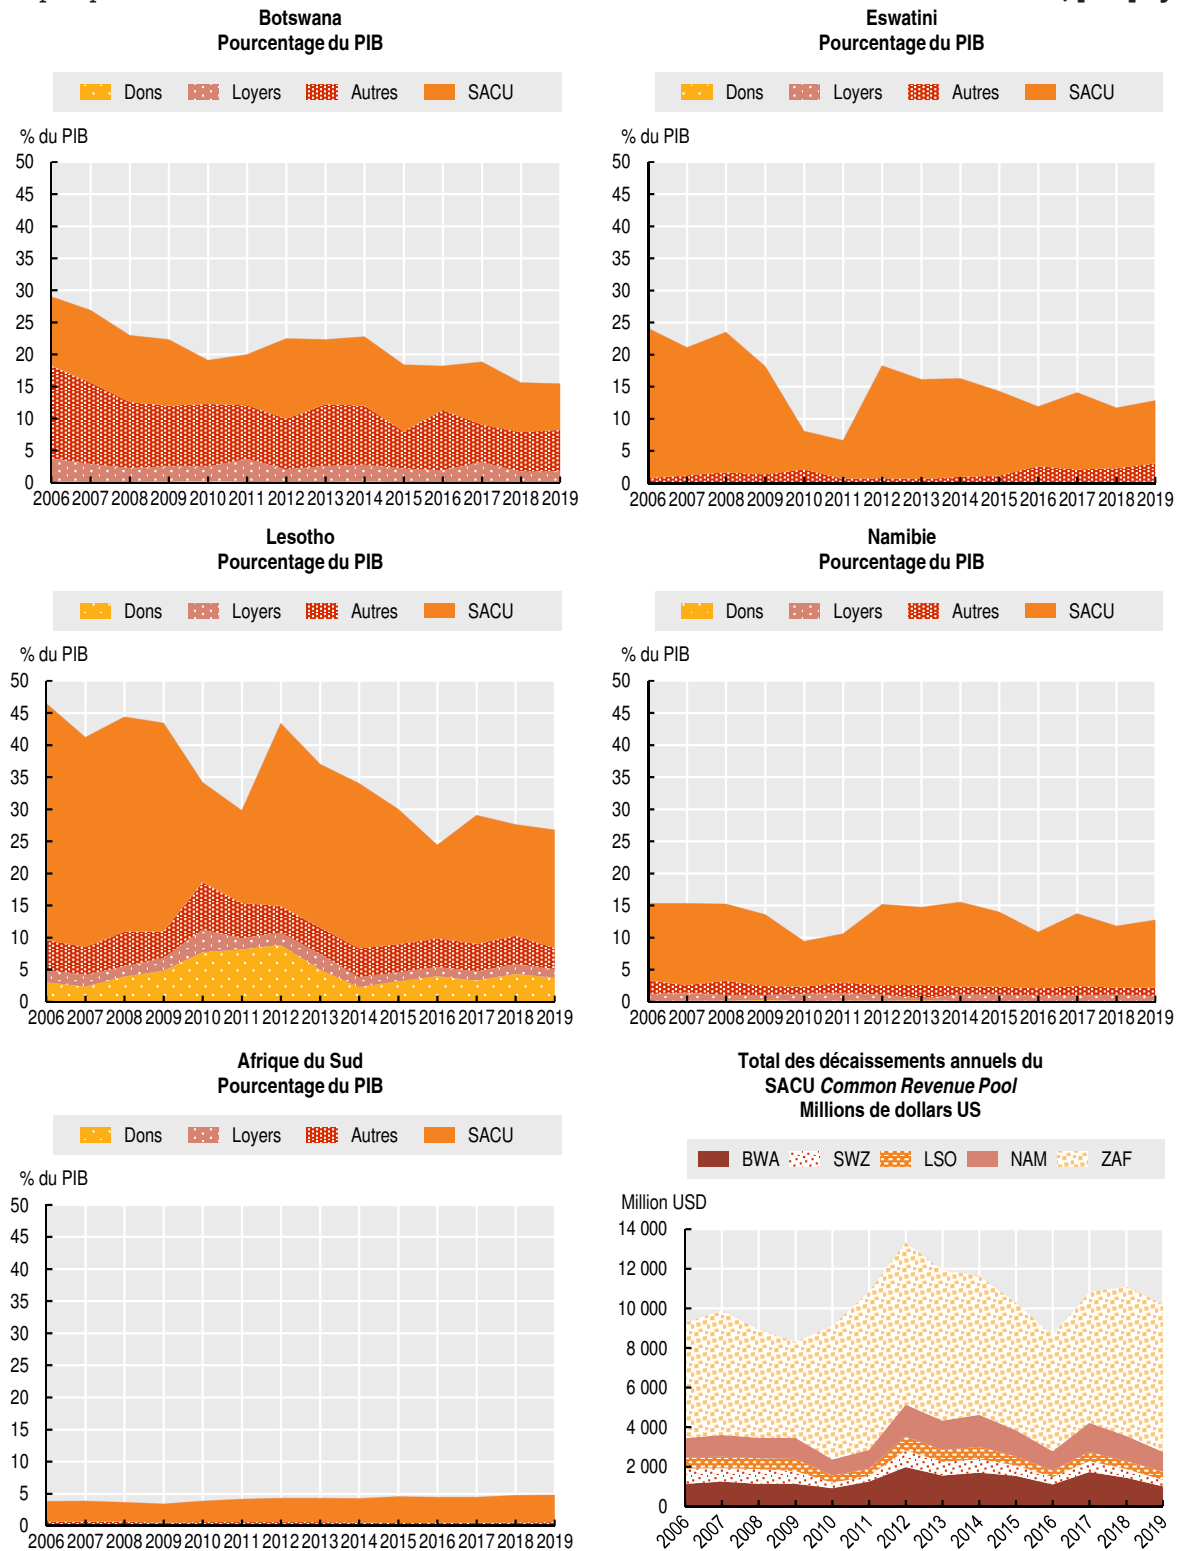 Botswana
Pourcentage du PIB
Dons Loyers Autres SACU
% du PIB
50
45
40
35
30
25
20
15
10
5
0
2006 2007 2008 2009 2010 2011 2012 2013 2014 2015 2016 2017 2018 2019
Eswatini
Pourcentage du PIB
Dons Loyers Autres SACU
% du PIB
50
45
40
35
30
25
20
15
10
5
0
2006 2007 2008 2009 2010 2011 2012 2013 2014 2015 2016 2017 2018 2019
Lesotho
Pourcentage du PIB
Dons Loyers Autres SACU
% du PIB
50
45
40
35
30
25
20
15
10
5
0
2006 2007 2008 2009 2010 2011 2012 2013 2014 2015 2016 2017 2018 2019
Namibie
Pourcentage du PIB
Dons Loyers Autres SACU
% du PIB
50
45
40
35
30
25
20
15
10
5
0
2006 2007 2008 2009 2010 2011 2012 2013 2014 2015 2016 2017 2018 2019
Afrique du Sud
Pourcentage du PIB
Dons Loyers Autres SACU
% du PIB
50
45
40
35
30
25
20
15
10
5
0
2006 2007 2008 2009 2010 2011 2012 2013 2014 2015 2016 2017 2018 2019
Total des décaissements annuels du
SACU Common Revenue Pool
Millions de dollars US
BWA SWZ LSO NAM ZAF
Million USD
14 000
12 000
10 000
8 000
6 000
4 000
2 000
0
2006 2007 2008 2009 2010 2011 2012 2013 2014 2015 2016 2017 2018 2019